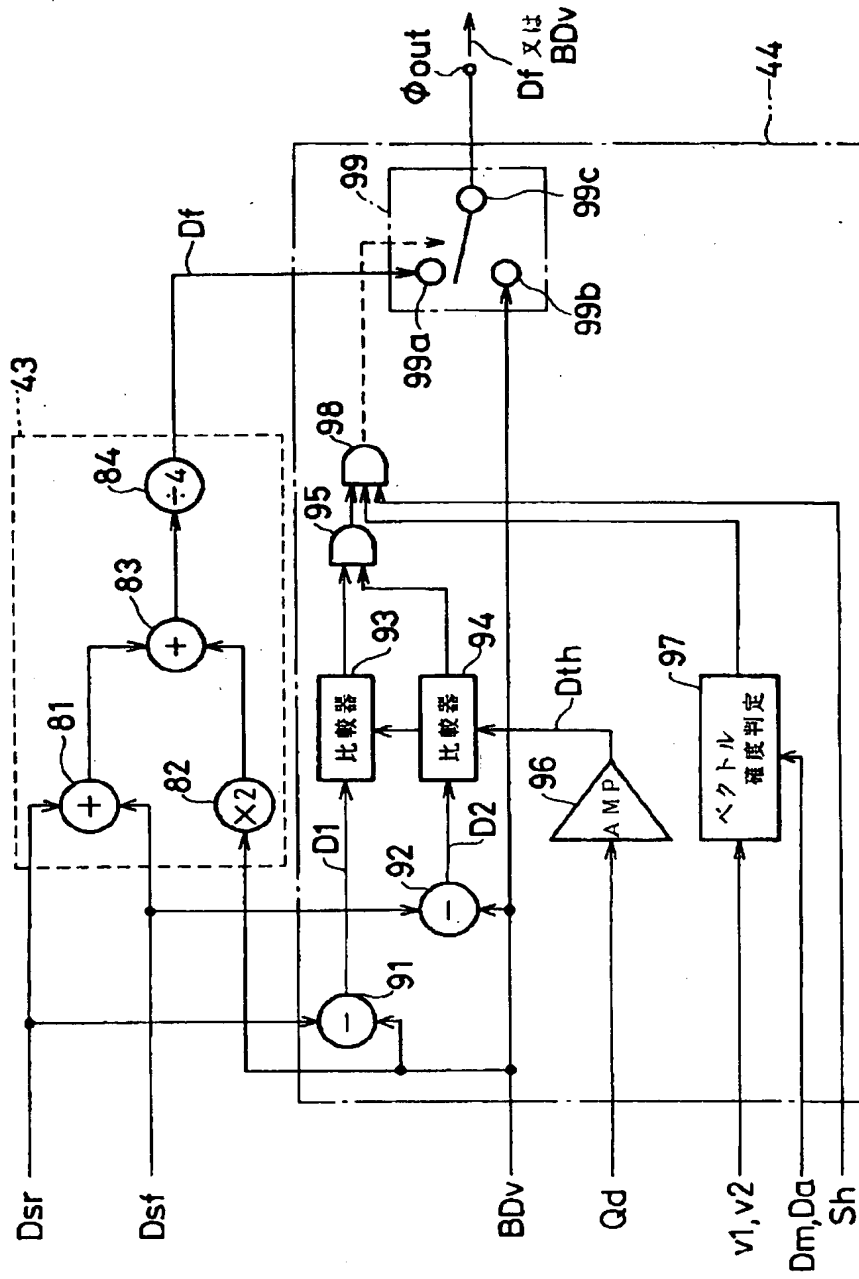 Dsr
Dsf
BDv
Qd
v1,v2
Dm,Da
Sh
43
81
+
82
×2
83
+
84
÷4
Df
91
−
92
−
D1
D2
93
比較器
94
比較器
95
98
Dth
96
AMP
97
ベクトル
確度判定
99
99a
99b
99c
Φout
Df 又は
BDv
44